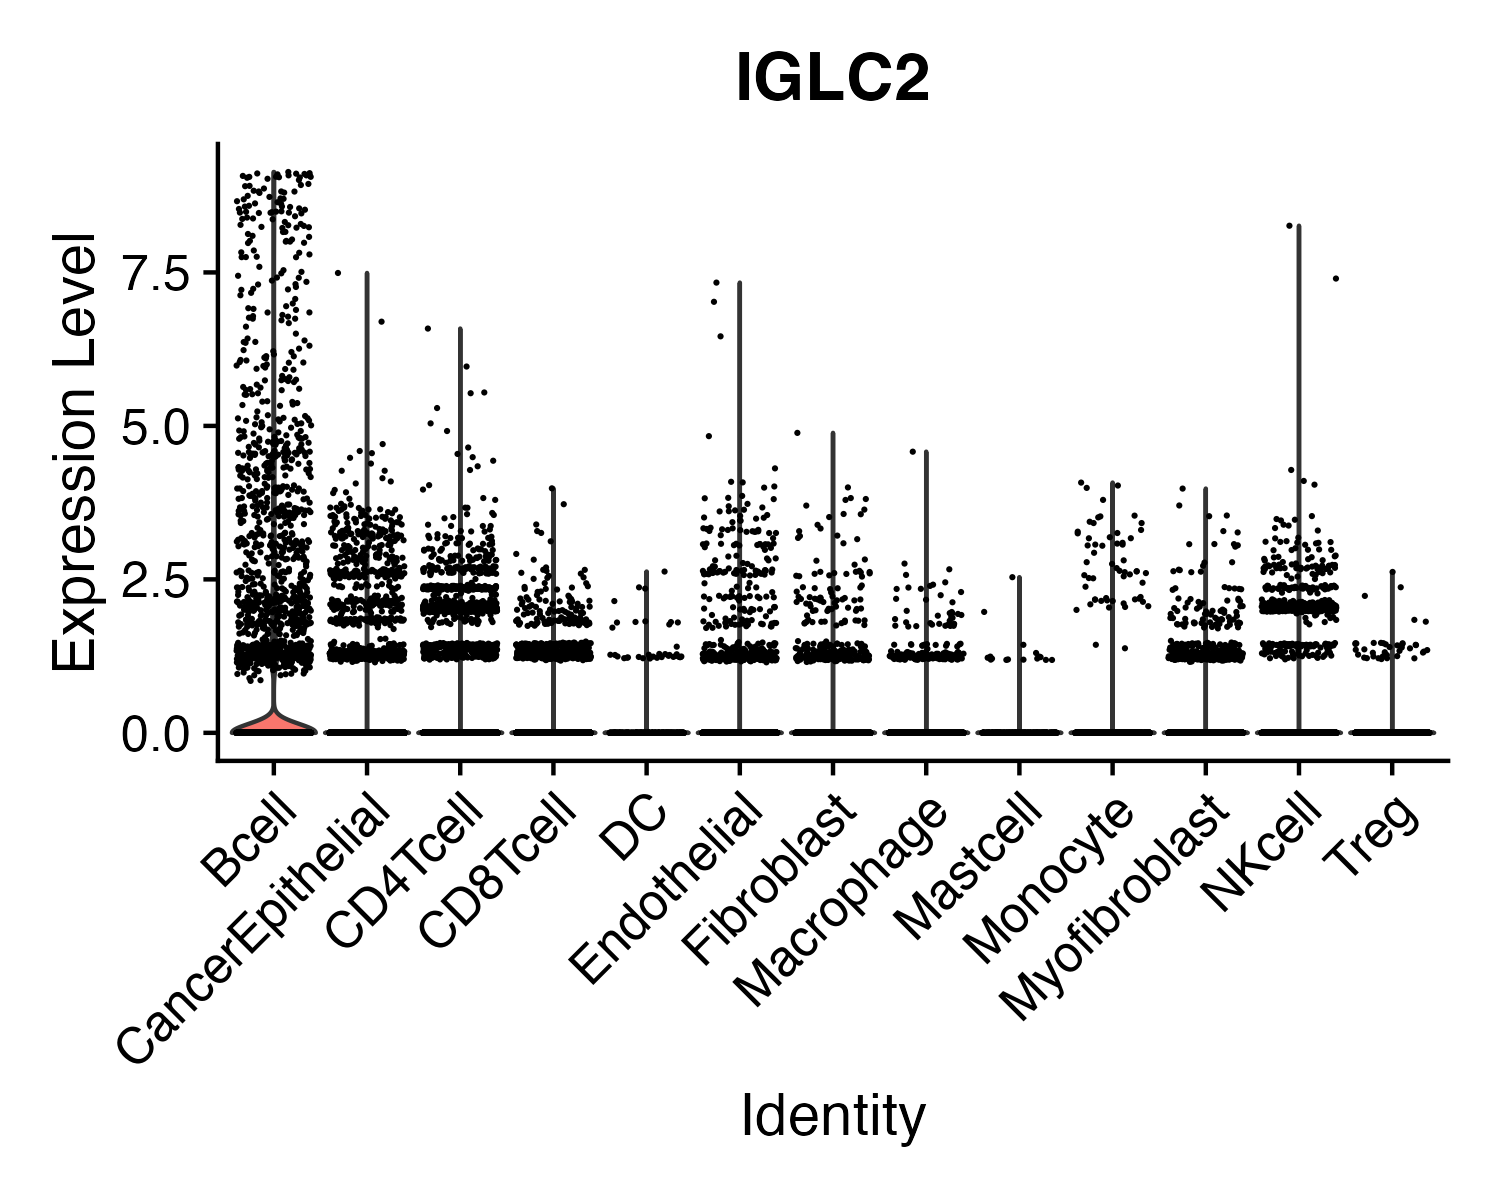 IGLC2
Expression Level
7.5
5.0
2.5
0.0
Bcell
CancerEpithelial
CD4Tcell
CD8Tcell
DC
Endothelial
Fibroblast
Macrophage
Mastcell
Monocyte
Myofibroblast
NKcell
Treg
Identity